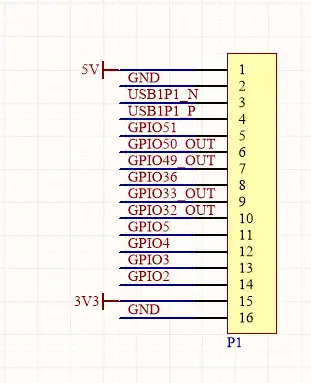 5V 1
GND 2
USB1P1_N 3
USB1P1_P 4
GPIO51 5
GPIO50_OUT 6
GPIO49_OUT 7
GPIO36 8
GPIO33_OUT 9
GPIO32_OUT 10
GPIO5 11
GPIO4 12
GPIO3 13
GPIO2 14
3V3 15
GND 16
P1